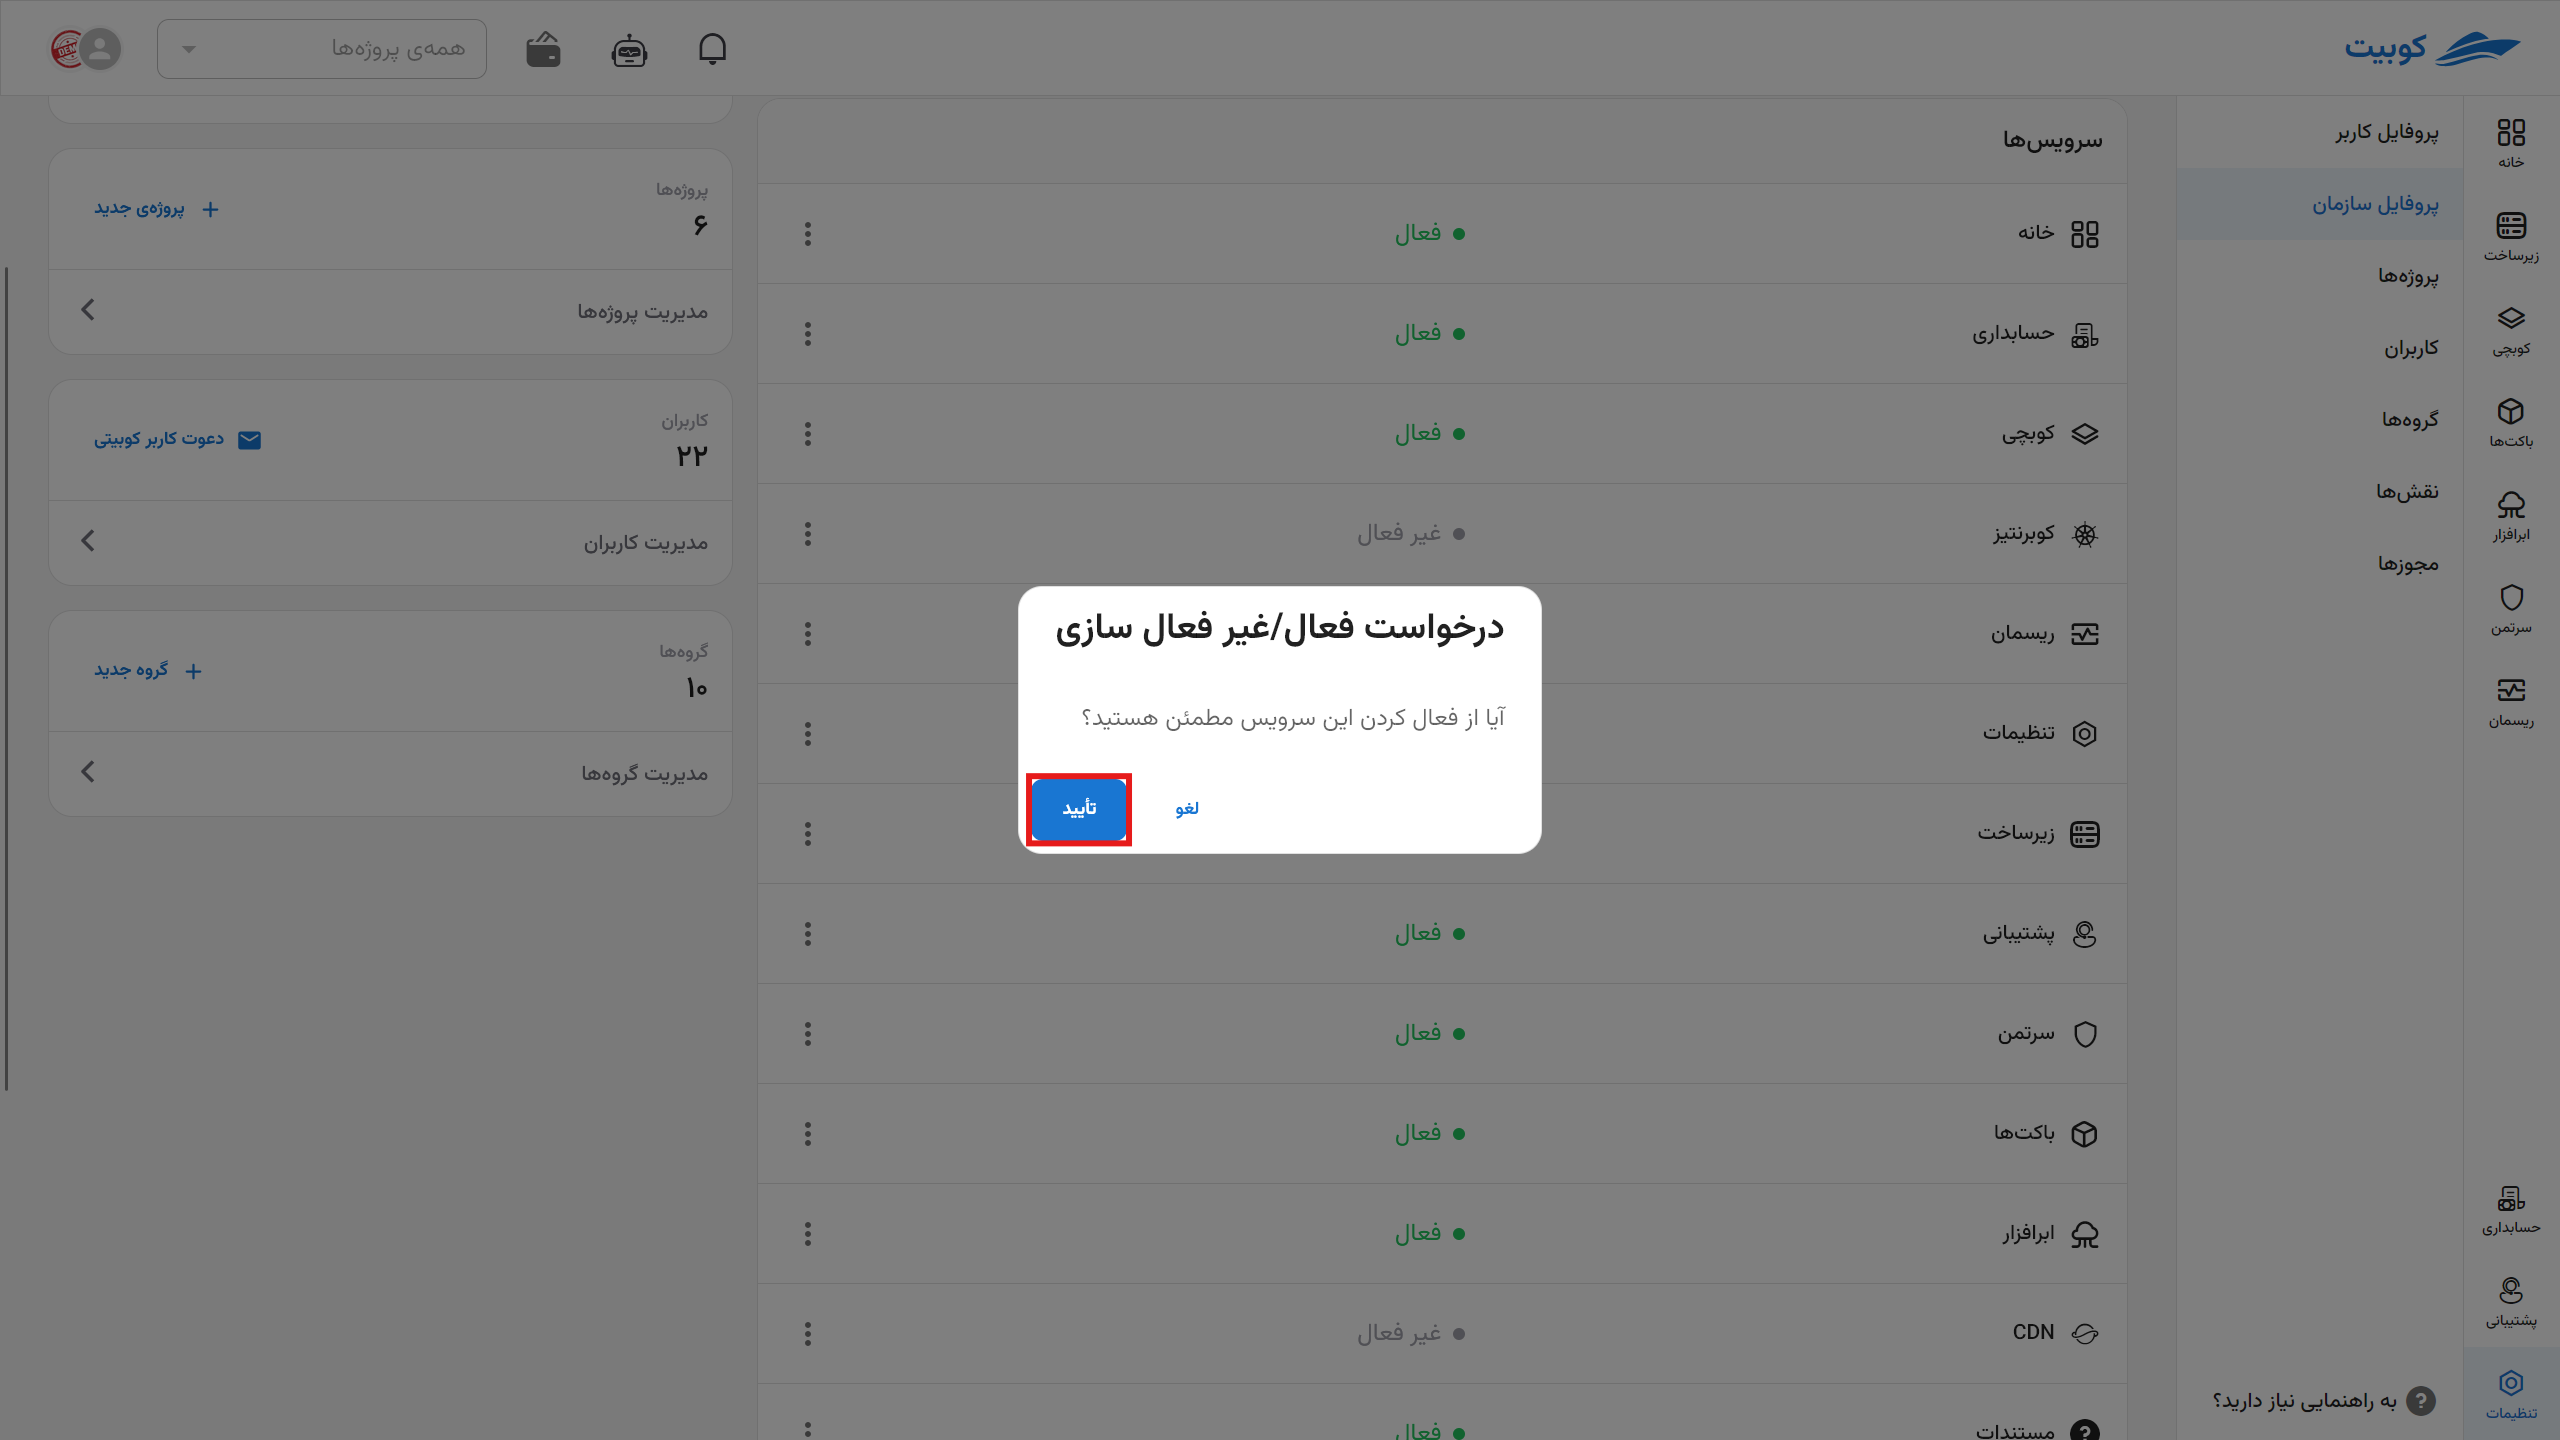 کوبیت
همه‌ی پروژه‌ها
خانه
زیرساخت
کوبچی
باکت‌ها
ابرافزار
سرتمن
ریسمان
حسابداری
پشتیبانی
تنظیمات
پروفایل کاربر
پروفایل سازمان
پروژه‌ها
کاربران
گروه‌ها
نقش‌ها
مجوزها
به راهنمایی نیاز دارید؟
سرویس‌ها
خانه فعال
حسابداری فعال
کوبچی فعال
کوبرنتیز غیر فعال
ریسمان
تنظیمات
زیرساخت
پشتیبانی فعال
سرتمن فعال
باکت‌ها فعال
ابرافزار فعال
CDN غیر فعال
مستندات فعال
درخواست فعال/غیر فعال سازی
آیا از فعال کردن این سرویس مطمئن هستید؟
لغو
تأیید
پروژه‌ها
۶
پروژه‌ی جدید
مدیریت پروژه‌ها
کاربران
۲۲
دعوت کاربر کوبیتی
مدیریت کاربران
گروه‌ها
۱۰
گروه جدید
مدیریت گروه‌ها